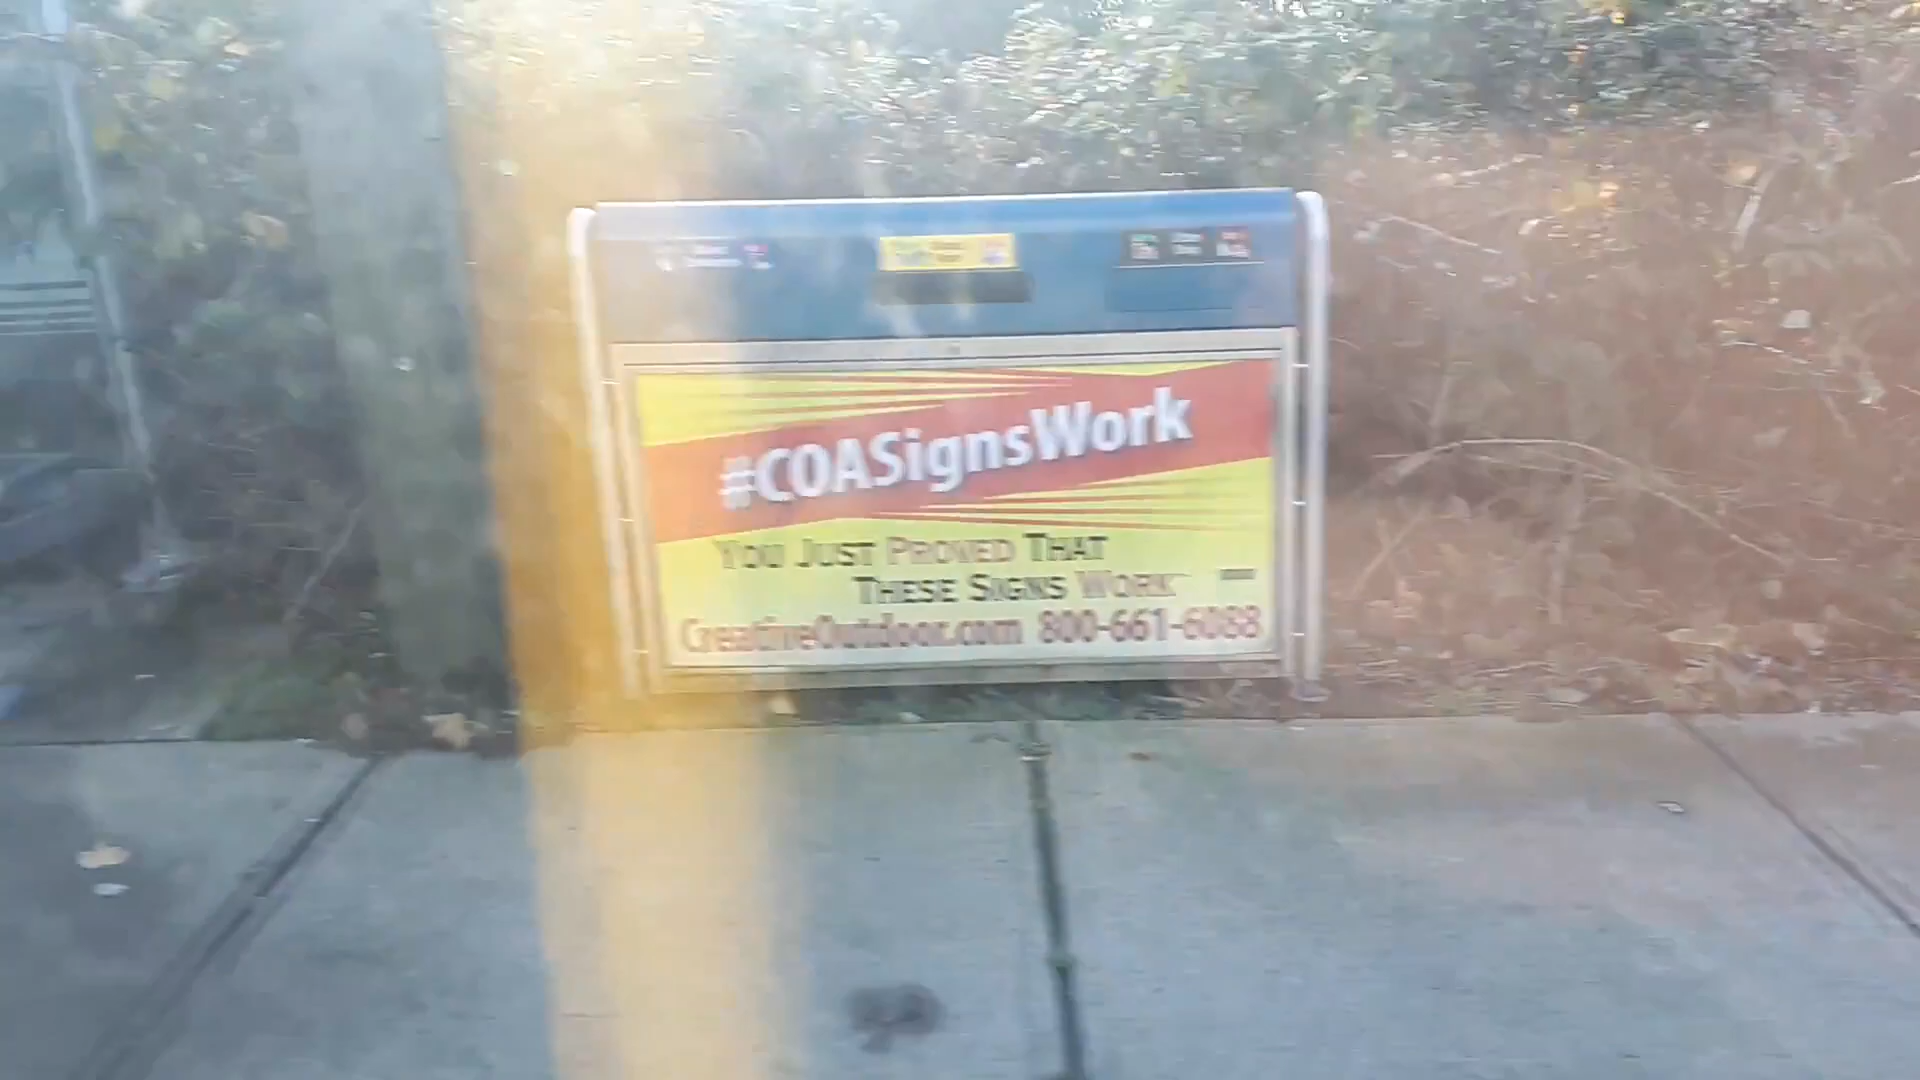 #COASignsWork
YOU JUST PROVED THAT
THESE SIGNS WORK
CreativeOutdoor.com 800-661-6088